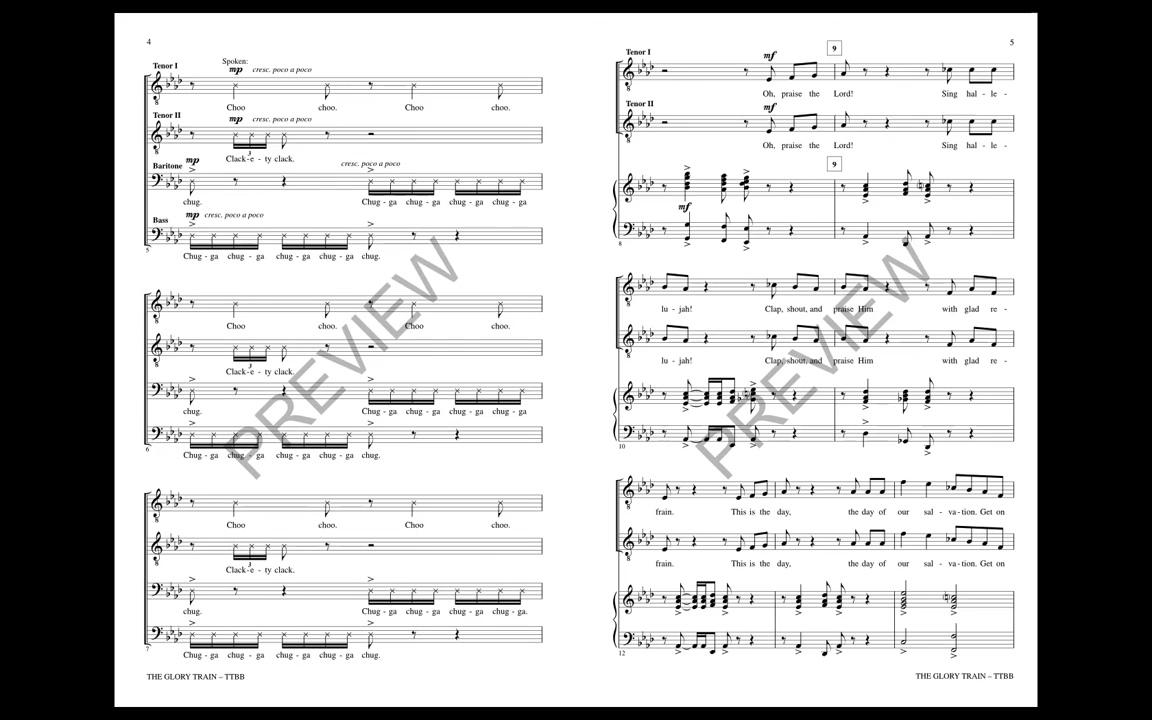 4
Tenor I
Spoken:
mp cresc. poco a poco
Choo choo. Choo choo.
Tenor II
mp cresc. poco a poco
3
Clack-e-ty clack.
Baritone
mp cresc. poco a poco
chug. Chug-ga chug-ga chug-ga chug-ga
Bass
mp cresc. poco a poco
5
Chug-ga chug-ga chug-ga chug-ga chug.
Choo choo. Choo choo.
3
Clack-e-ty clack.
chug. Chug-ga chug-ga chug-ga chug-ga
6
Chug-ga chug-ga chug-ga chug-ga chug.
Choo choo. Choo choo.
3
Clack-e-ty clack.
chug. Chug-ga chug-ga chug-ga chug-ga.
7
Chug-ga chug-ga chug-ga chug-ga chug.
THE GLORY TRAIN – TTBB
PREVIEW
5
Tenor I
mf
9
Oh, praise the Lord! Sing hal-le-
Tenor II
mf
Oh, praise the Lord! Sing hal-le-
9
mf
8
lu-jah! Clap, shout, and praise Him with glad re-
lu-jah! Clap, shout, and praise Him with glad re-
10
frain. This is the day, the day of our sal-va-tion. Get on
frain. This is the day, the day of our sal-va-tion. Get on
12
THE GLORY TRAIN – TTBB
PREVIEW